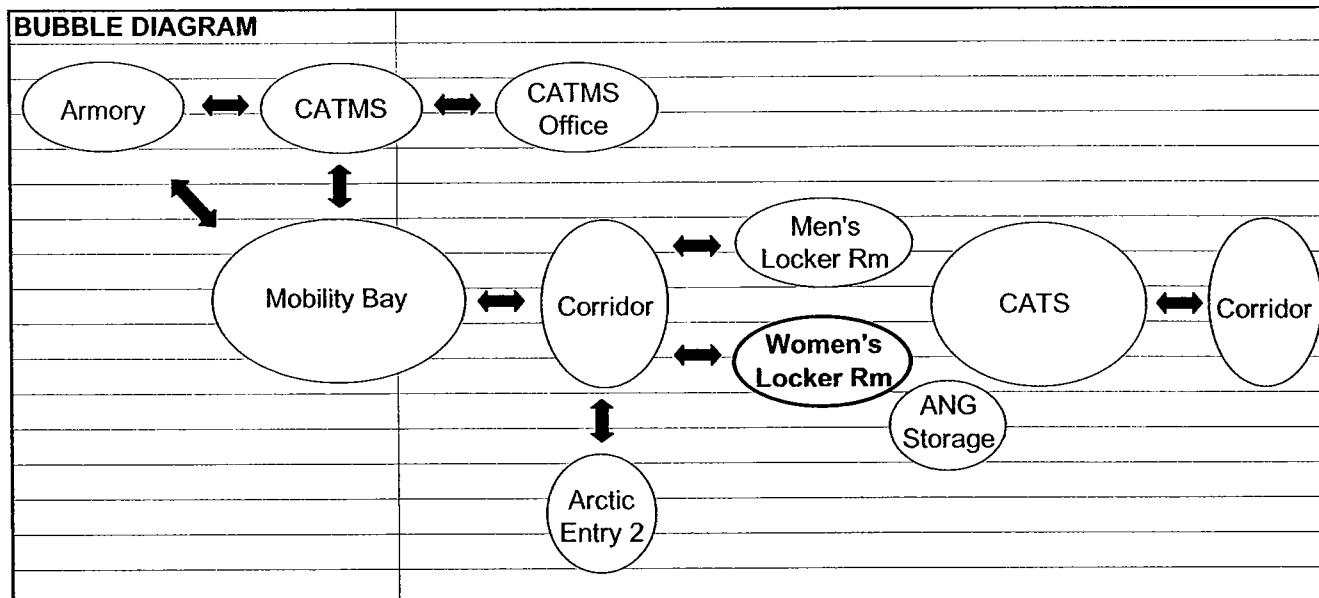 BUBBLE DIAGRAM
Armory
CATMS
CATMS
Office
Men's
Locker Rm
Mobility Bay
Corridor
CATS
Corridor
Women's
Locker Rm
ANG
Storage
Arctic
Entry 2